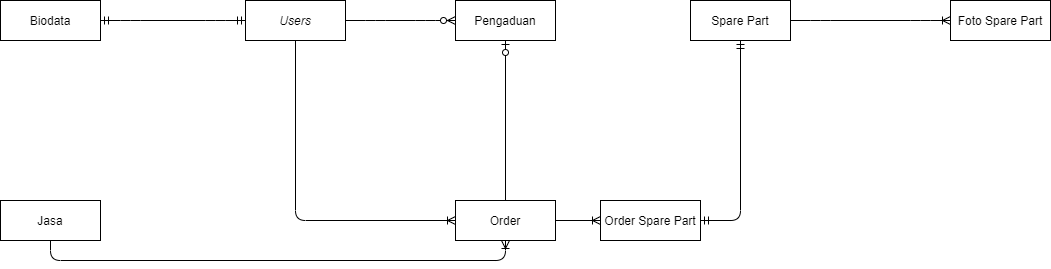 Biodata
Users
Pengaduan
Spare Part
Foto Spare Part
Jasa
Order
Order Spare Part